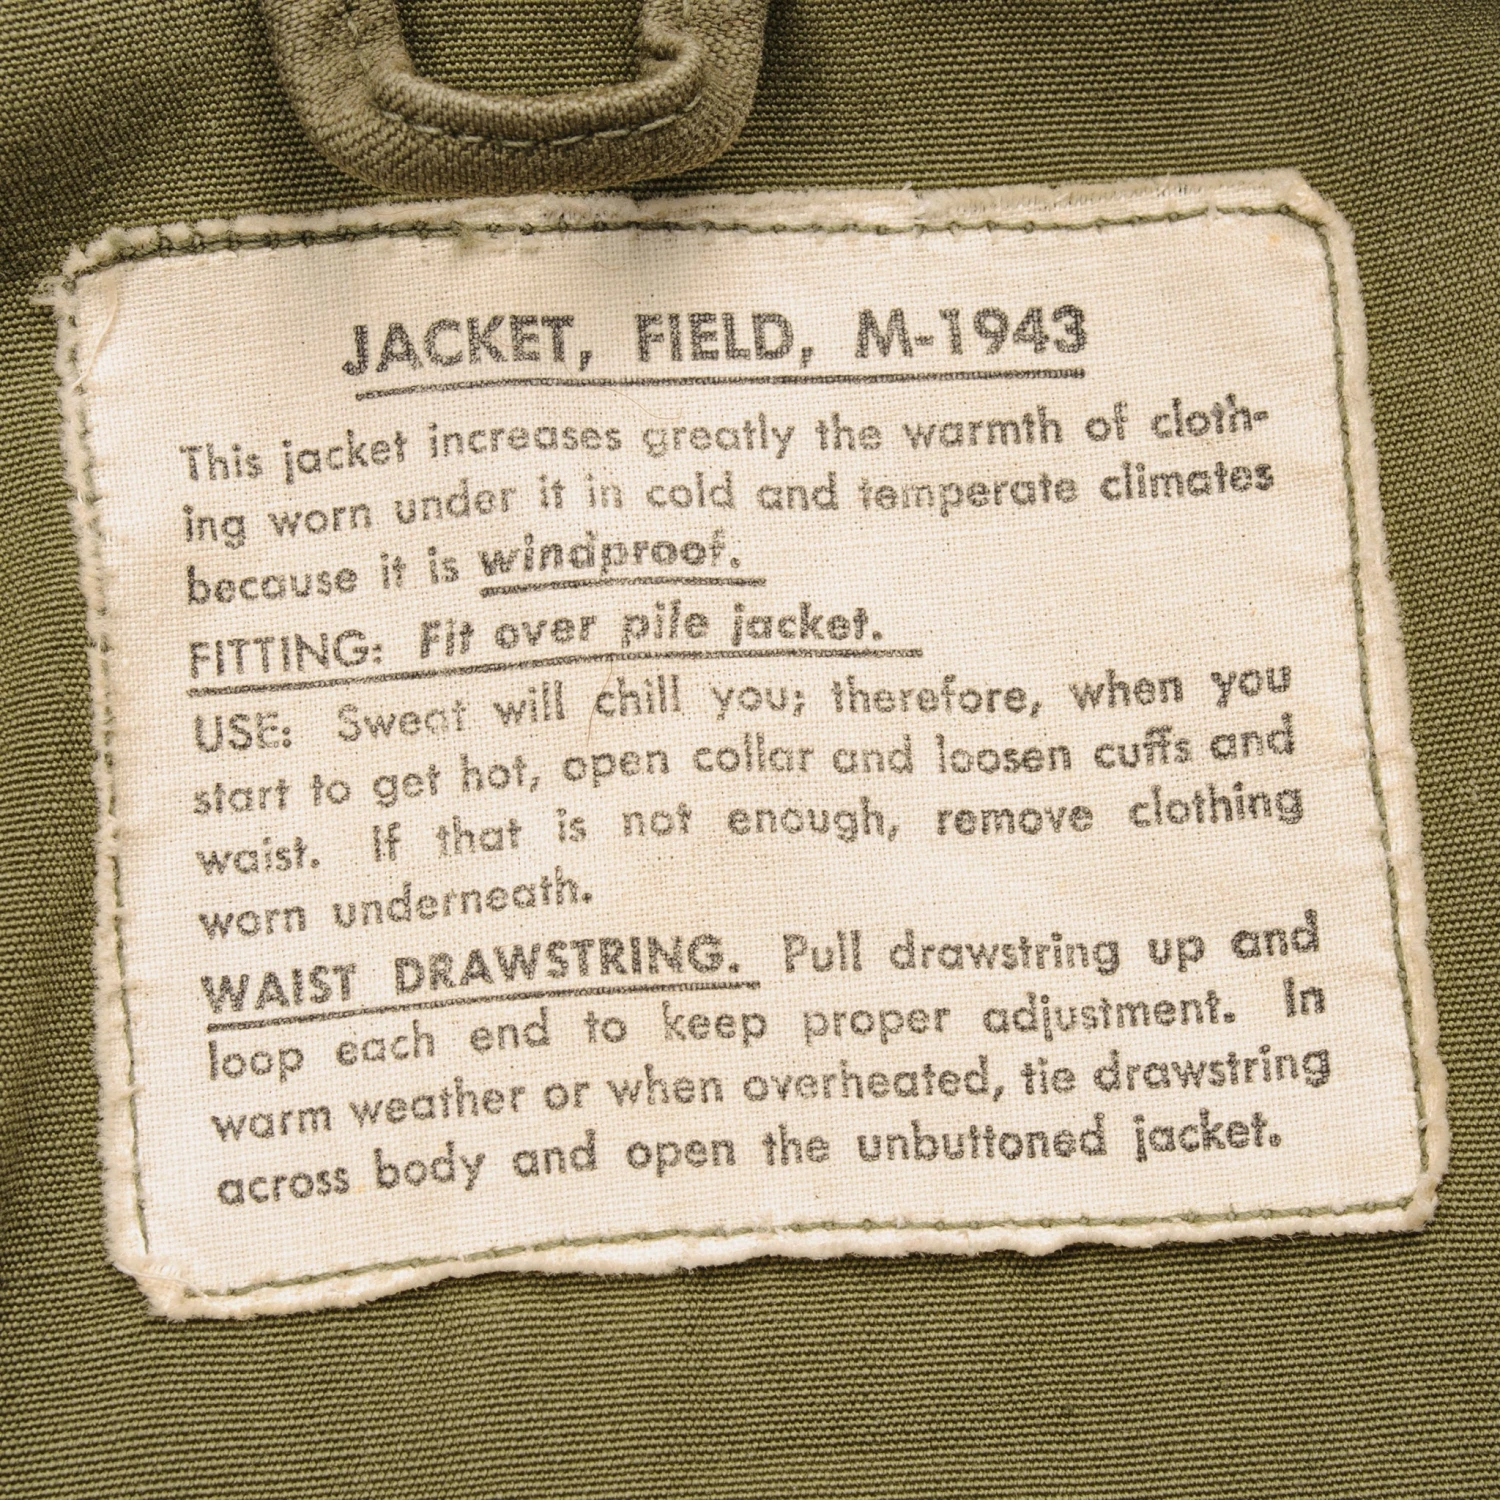 JACKET, FIELD, M-1943
This jacket increases greatly the warmth of cloth-
ing worn under it in cold and temperate climates
because it is windproof.
FITTING: Fit over pile jacket.
USE: Sweat will chill you; therefore, when you
start to get hot, open collar and loosen cuffs and
waist. If that is not enough, remove clothing
worn underneath.
WAIST DRAWSTRING. Pull drawstring up and
loop each end to keep proper adjustment. In
warm weather or when overheated, tie drawstring
across body and open the unbuttoned jacket.